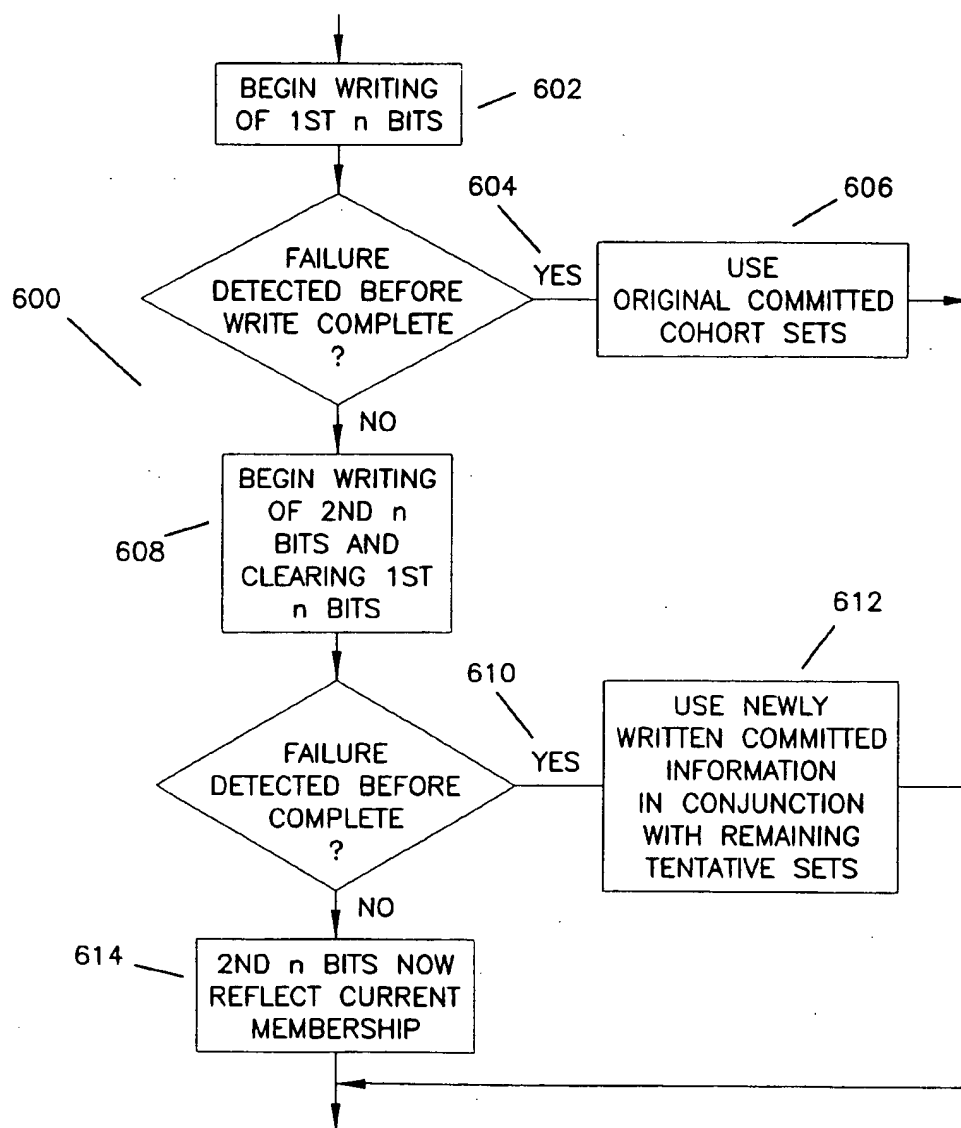 BEGIN WRITING
OF 1ST n BITS
602
604
606
FAILURE
DETECTED BEFORE
WRITE COMPLETE
?
YES
USE
ORIGINAL COMMITTED
COHORT SETS
600
NO
BEGIN WRITING
OF 2ND n
BITS AND
CLEARING 1ST
n BITS
608
610
612
FAILURE
DETECTED BEFORE
COMPLETE
?
YES
USE NEWLY
WRITTEN COMMITTED
INFORMATION
IN CONJUNCTION
WITH REMAINING
TENTATIVE SETS
NO
614
2ND n BITS NOW
REFLECT CURRENT
MEMBERSHIP